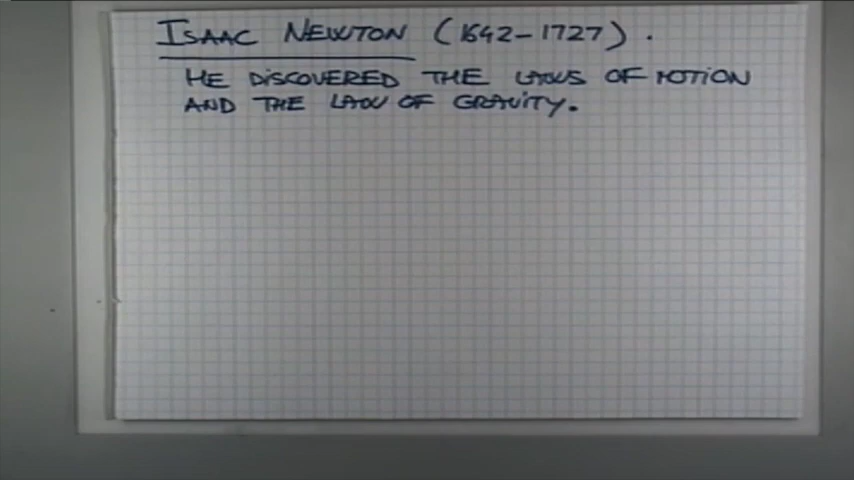 ISAAC NEWTON (1642-1727).
HE DISCOVERED THE LAWS OF MOTION
AND THE LAW OF GRAVITY.